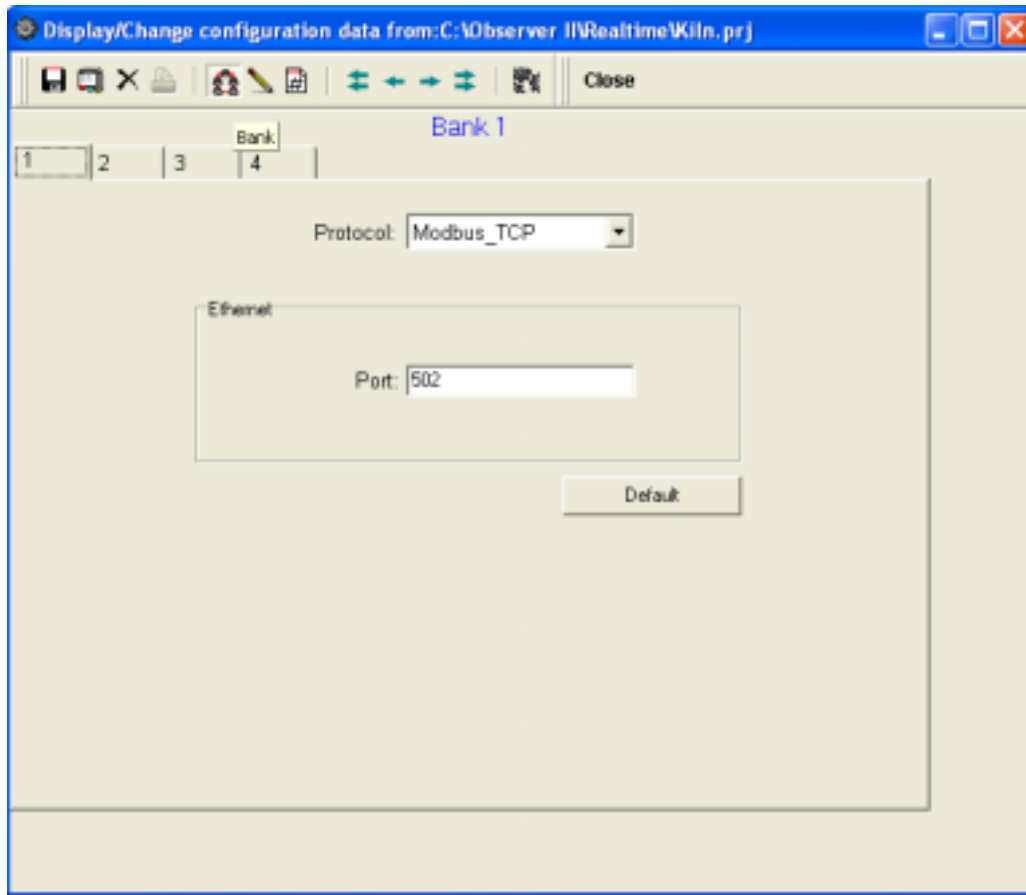 Display/Change configuration data from:C:\Observer II\Realtime\Kiln.prj
Close
Bank 1
Bank
1 2 3 4
Protocol: Modbus_TCP
Ethernet
Port: 502
Default